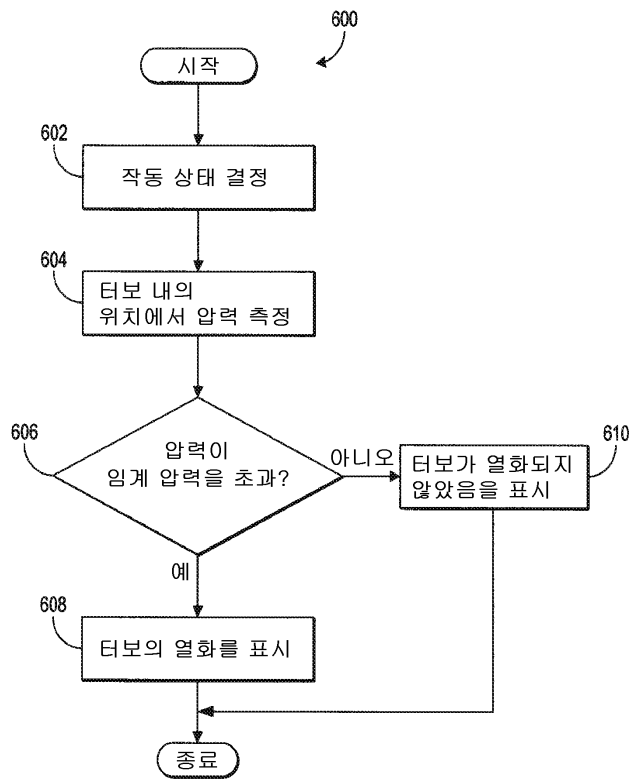 600
시작
602
작동 상태 결정
604
터보 내의
위치에서 압력 측정
606
압력이
임계 압력을 초과?
아니오
610
터보가 열화되지
않았음을 표시
예
608
터보의 열화를 표시
종료